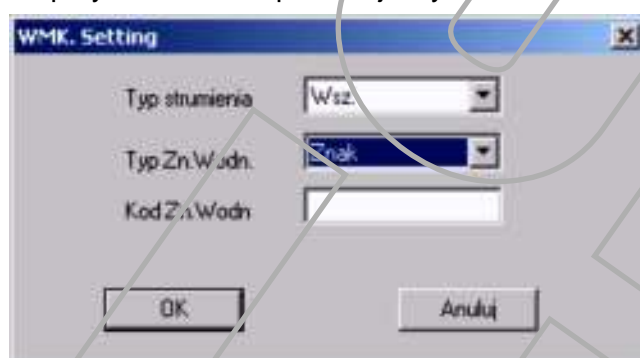 WMK. Setting
Typ strumienia Wsz.
Typ Zn.Wodn. Znak
Kod Zn.Wodn
OK Anuluj